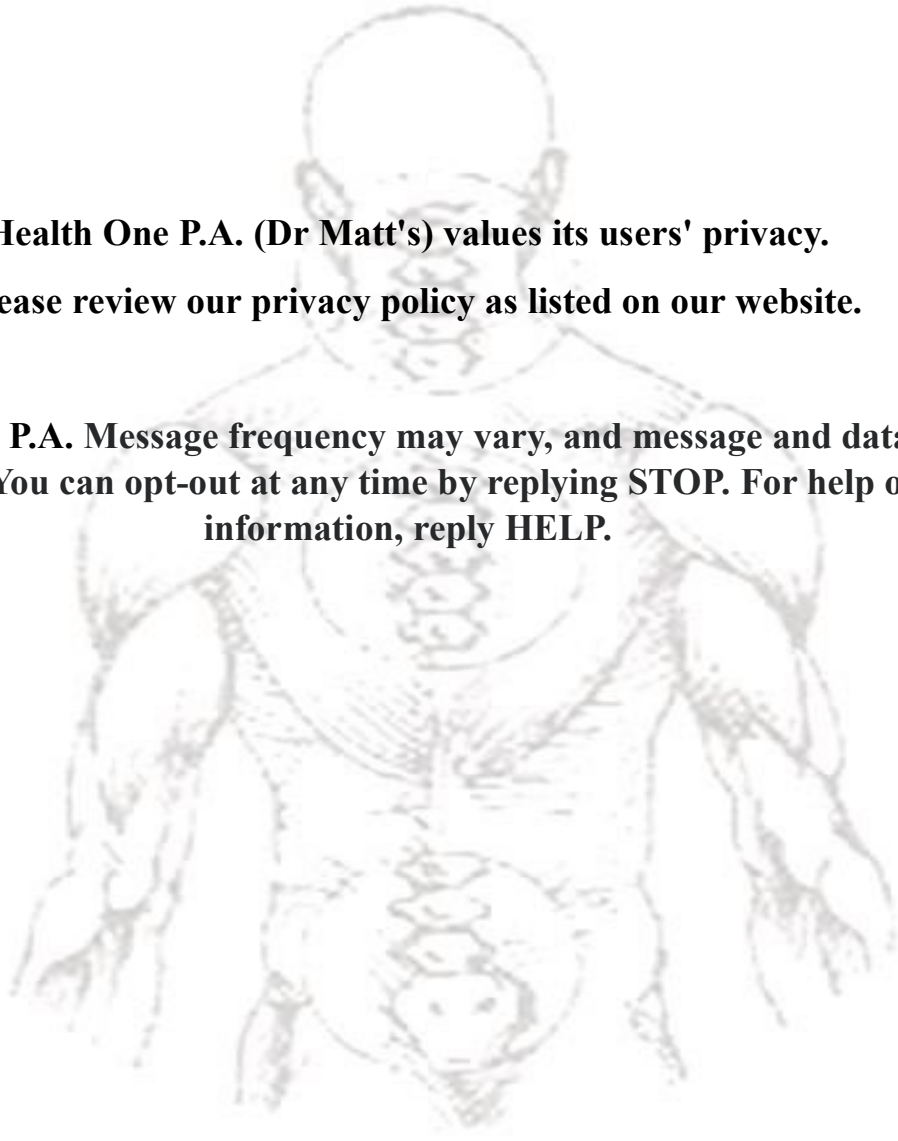 Health One P.A. (Dr Matt's) values its users' privacy.
ease review our privacy policy as listed on our website.
P.A. Message frequency may vary, and message and data
You can opt-out at any time by replying STOP. For help o
information, reply HELP.